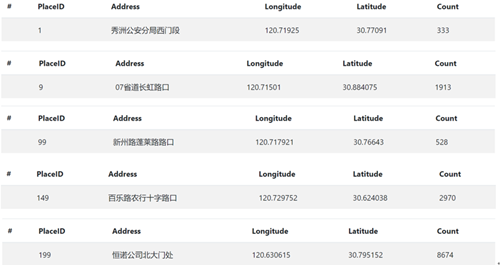 # PlaceID Address Longitude Latitude Count
1 秀洲公安分局西门段 120.71925 30.77091 333
# PlaceID Address Longitude Latitude Count
9 07省道长虹路口 120.71501 30.884075 1913
# PlaceID Address Longitude Latitude Count
99 新州路蓬莱路路口 120.717921 30.76643 528
# PlaceID Address Longitude Latitude Count
149 百乐路农行十字路口 120.729752 30.624038 2970
# PlaceID Address Longitude Latitude Count
199 恒诺公司北大门处 120.630615 30.795152 8674